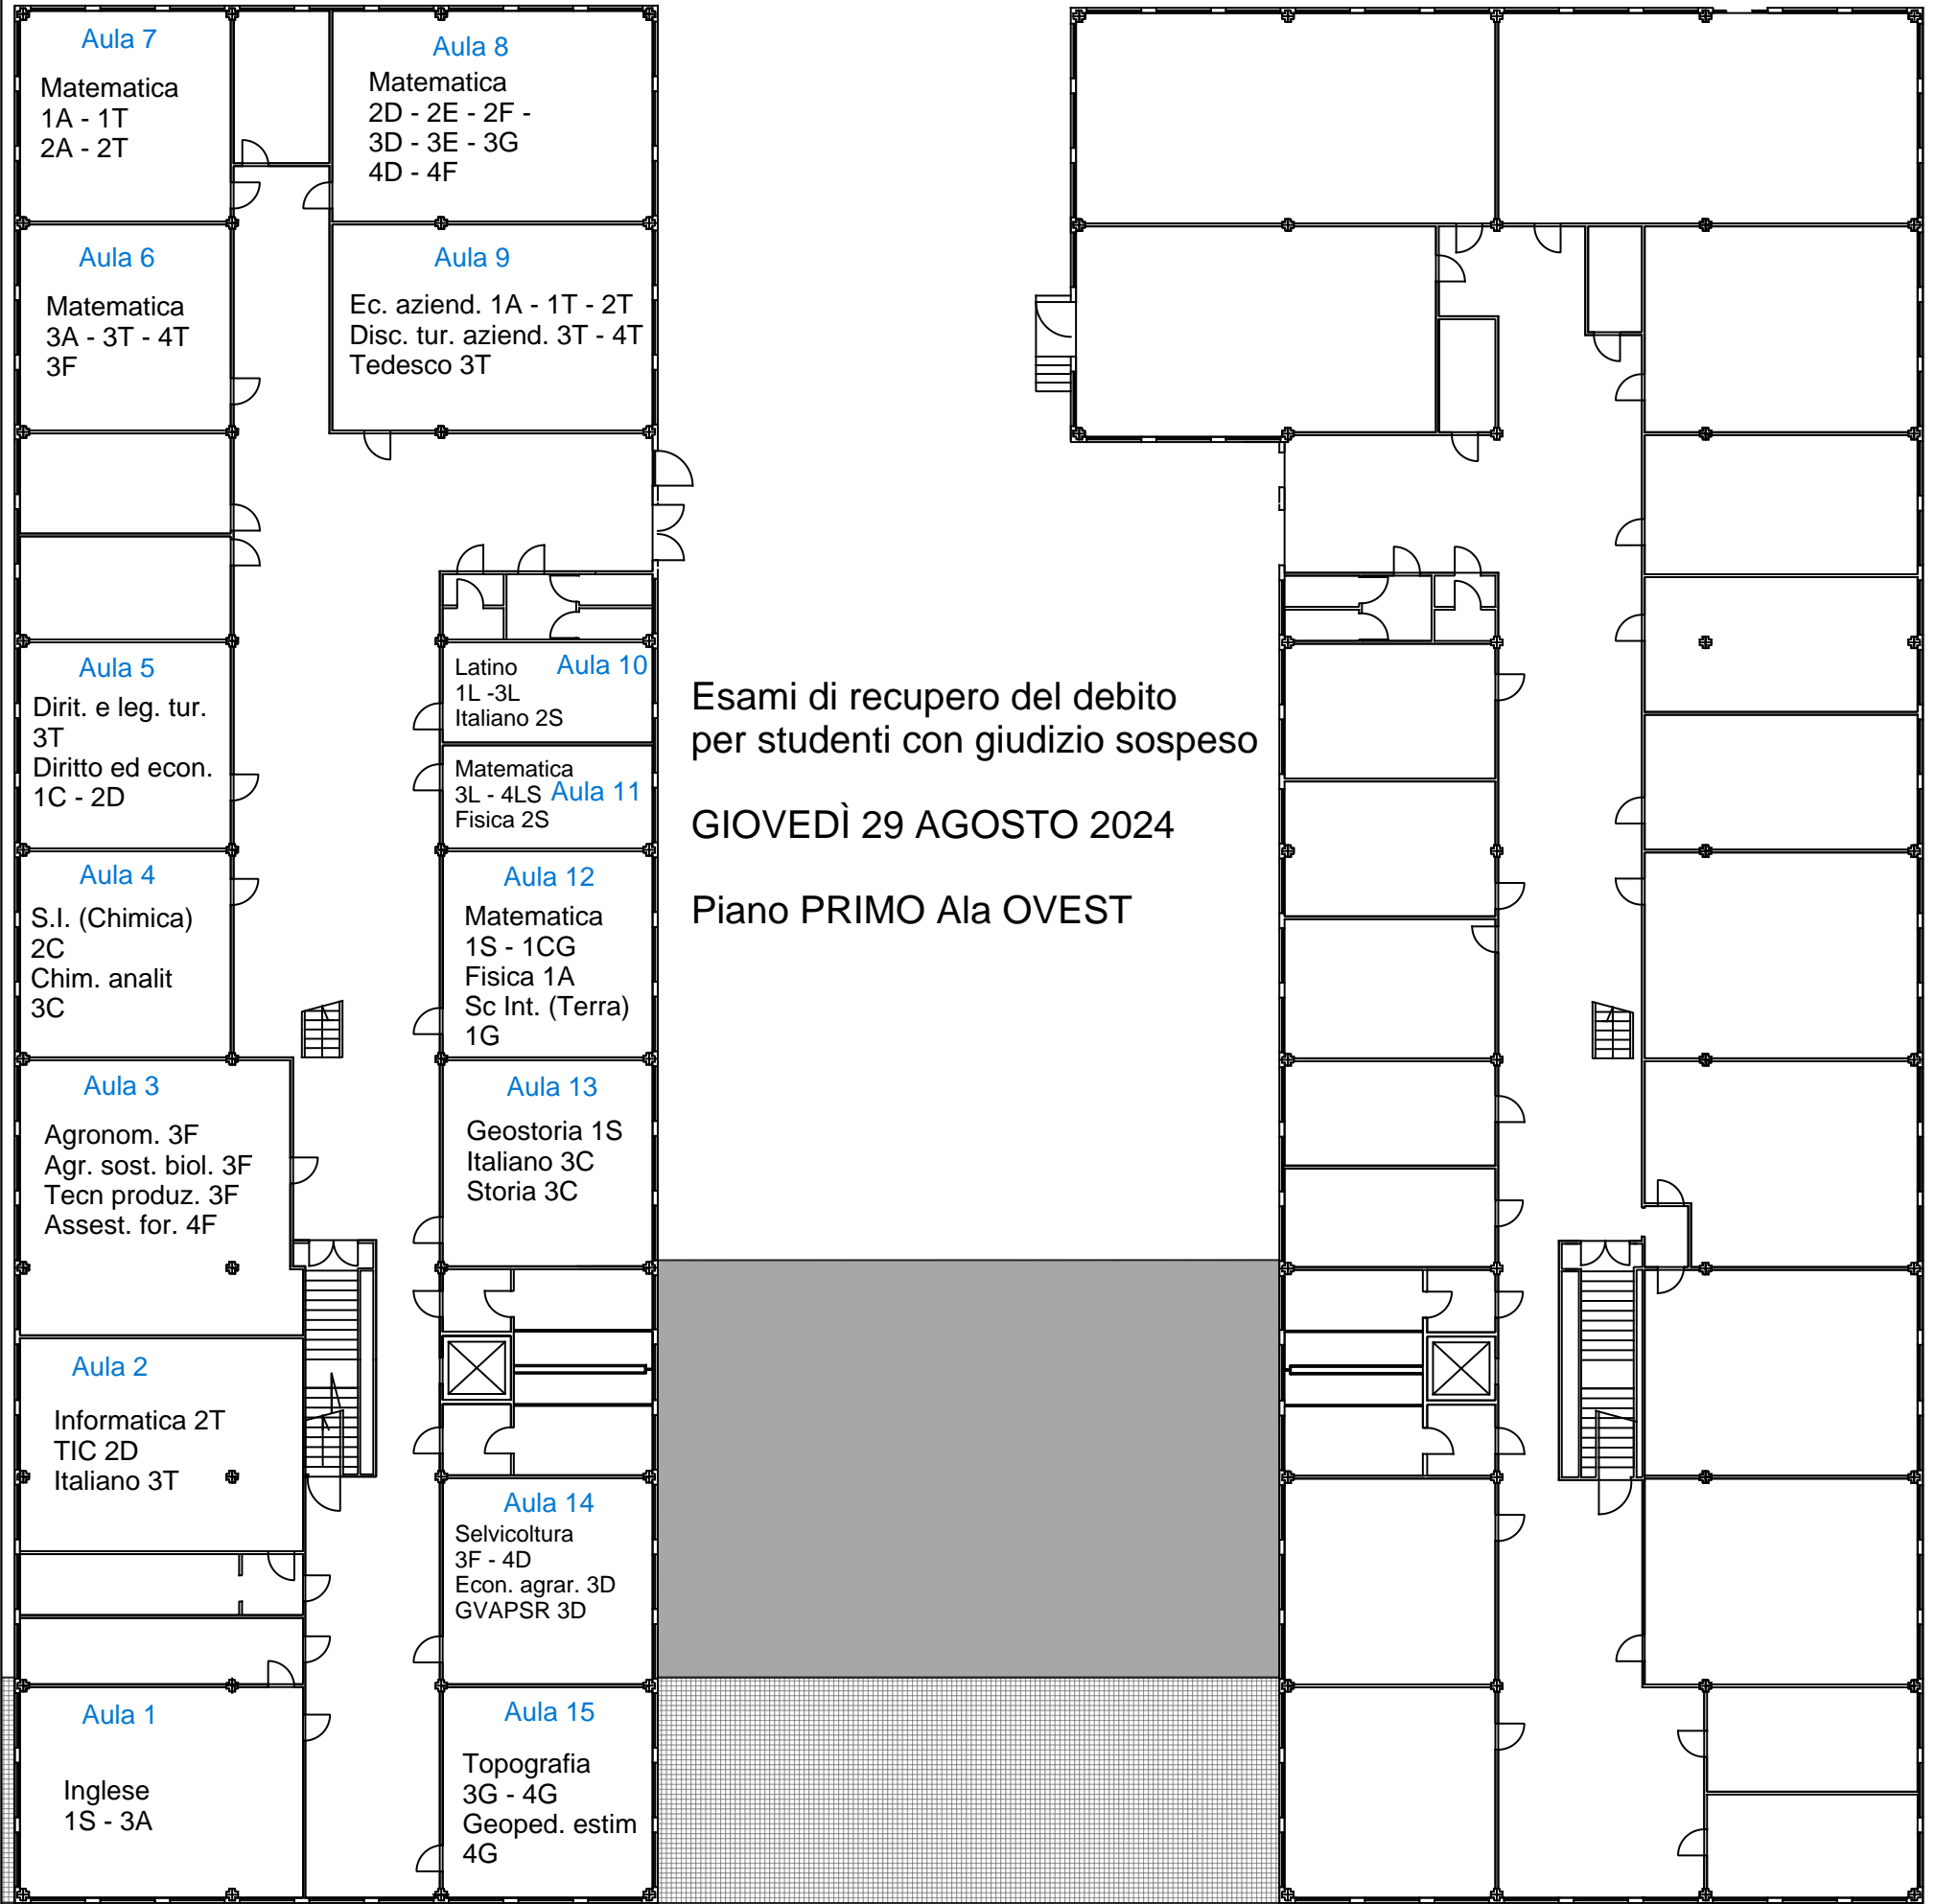 Aula 7
Matematica
1A - 1T
2A - 2T
Aula 8
Matematica
2D - 2E - 2F -
3D - 3E - 3G
4D - 4F
Aula 6
Matematica
3A - 3T - 4T
3F
Aula 9
Ec. aziend. 1A - 1T - 2T
Disc. tur. aziend. 3T - 4T
Tedesco 3T
Aula 5
Dirit. e leg. tur.
3T
Diritto ed econ.
1C - 2D
Aula 10
Latino
1L -3L
Italiano 2S
Matematica
3L - 4LS Aula 11
Fisica 2S
Esami di recupero del debito
per studenti con giudizio sospeso
GIOVEDÌ 29 AGOSTO 2024
Piano PRIMO Ala OVEST
Aula 4
S.I. (Chimica)
2C
Chim. analit
3C
Aula 12
Matematica
1S - 1CG
Fisica 1A
Sc Int. (Terra)
1G
Aula 3
Agronom. 3F
Agr. sost. biol. 3F
Tecn produz. 3F
Assest. for. 4F
Aula 13
Geostoria 1S
Italiano 3C
Storia 3C
Aula 2
Informatica 2T
TIC 2D
Italiano 3T
Aula 14
Selvicoltura
3F - 4D
Econ. agrar. 3D
GVAPSR 3D
Aula 1
Inglese
1S - 3A
Aula 15
Topografia
3G - 4G
Geoped. estim
4G